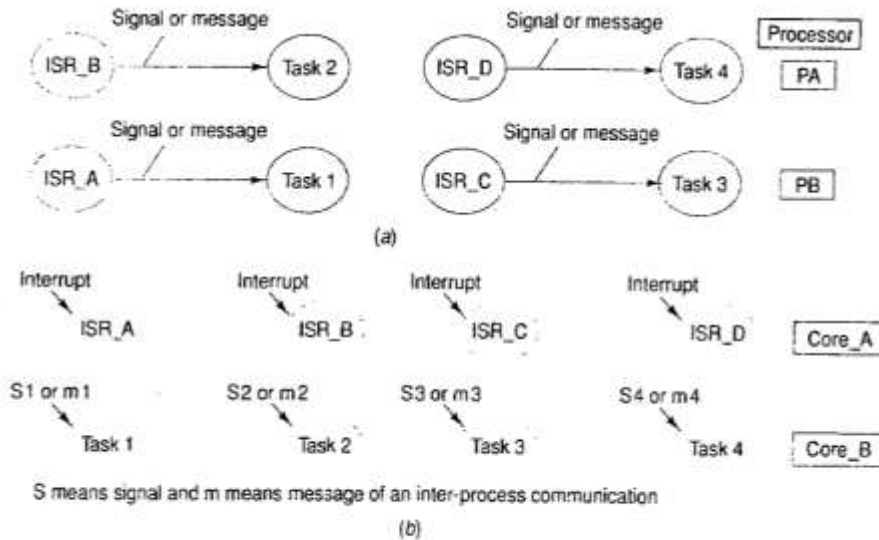 Signal or message Signal or message Processor
ISR_B Task 2 ISR_D Task 4 PA
Signal or message Signal or message
ISR_A Task 1 ISR_C Task 3 PB
(a)
Interrupt Interrupt Interrupt Interrupt
ISR_A ISR_B ISR_C ISR_D Core_A
S1 or m1 S2 or m2 S3 or m3 S4 or m4
Task 1 Task 2 Task 3 Task 4 Core_B
S means signal and m means message of an inter-process communication
(b)